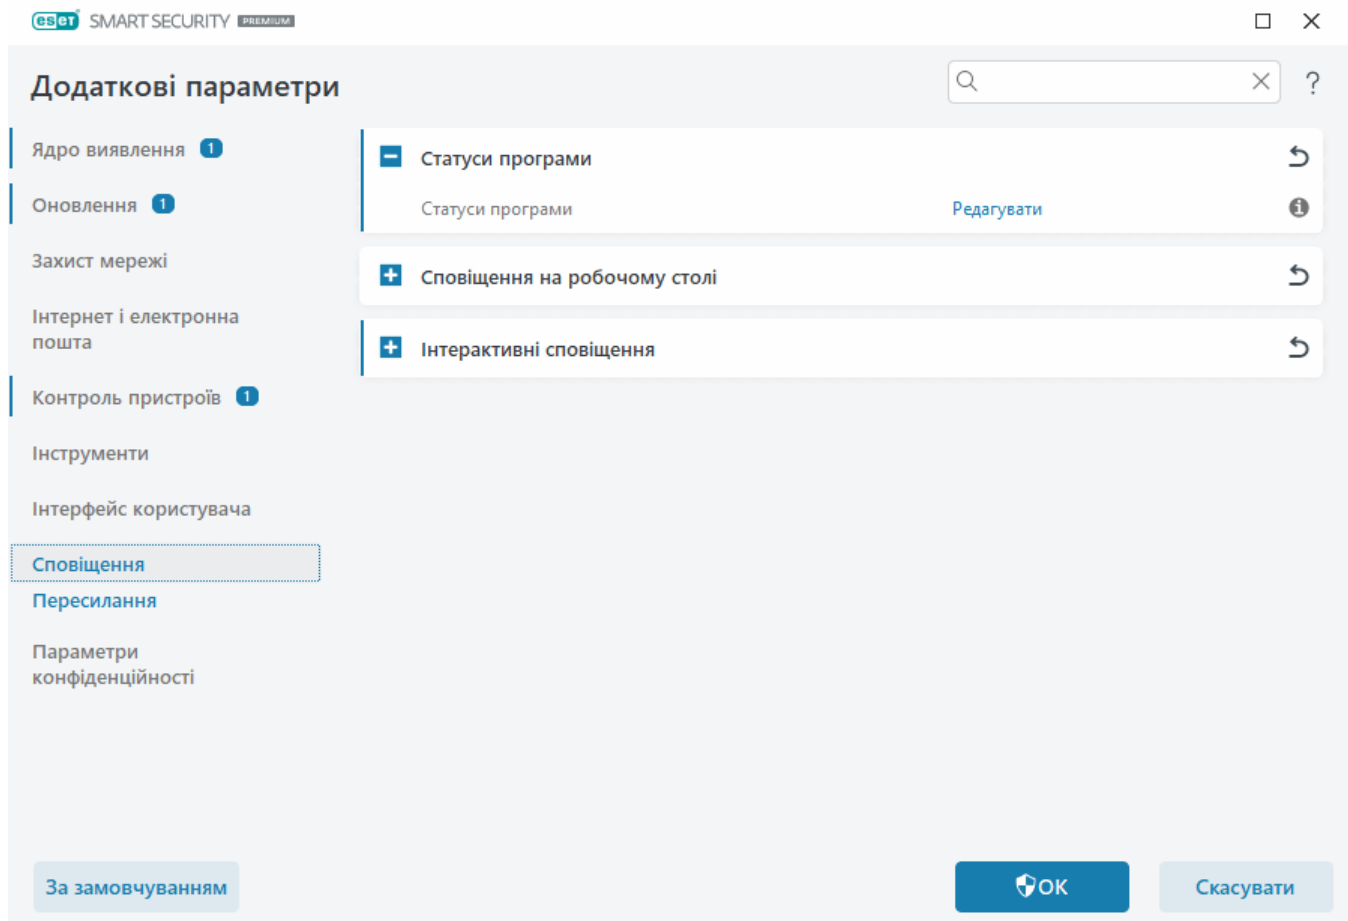 eset SMART SECURITY PREMIUM
Додаткові параметри
?
Ядро виявлення 1
Оновлення 1
Захист мережі
Інтернет і електронна
пошта
Контроль пристроїв 1
Інструменти
Інтерфейс користувача
Сповіщення
Пересилання
Параметри
конфіденційності
Статуси програми
Статуси програми Редагувати
Сповіщення на робочому столі
Інтерактивні сповіщення
За замовчуванням
ОК
Скасувати